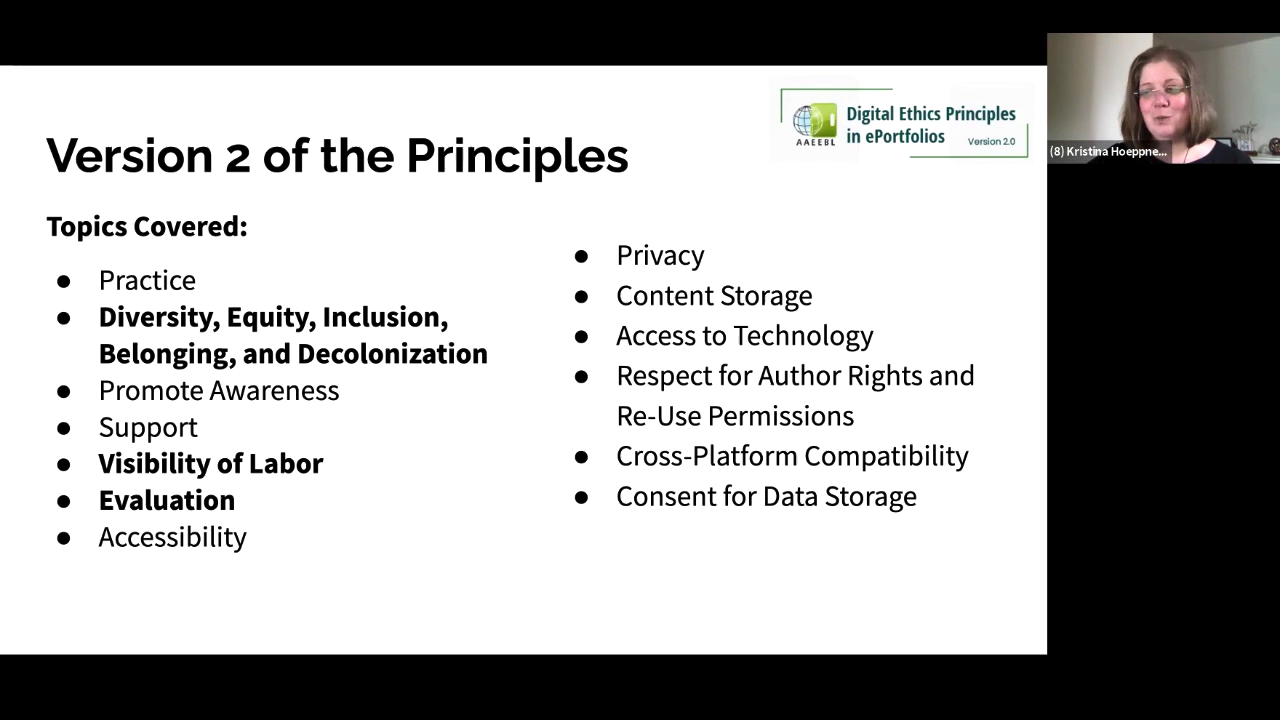 Digital Ethics Principles
in ePortfolios
Version 2.0
AAEEBL
Version 2 of the Principles
(8) Kristina Hoeppne...
Topics Covered:
● Practice
● Diversity, Equity, Inclusion,
Belonging, and Decolonization
● Promote Awareness
● Support
● Visibility of Labor
● Evaluation
● Accessibility
● Privacy
● Content Storage
● Access to Technology
● Respect for Author Rights and
Re-Use Permissions
● Cross-Platform Compatibility
● Consent for Data Storage